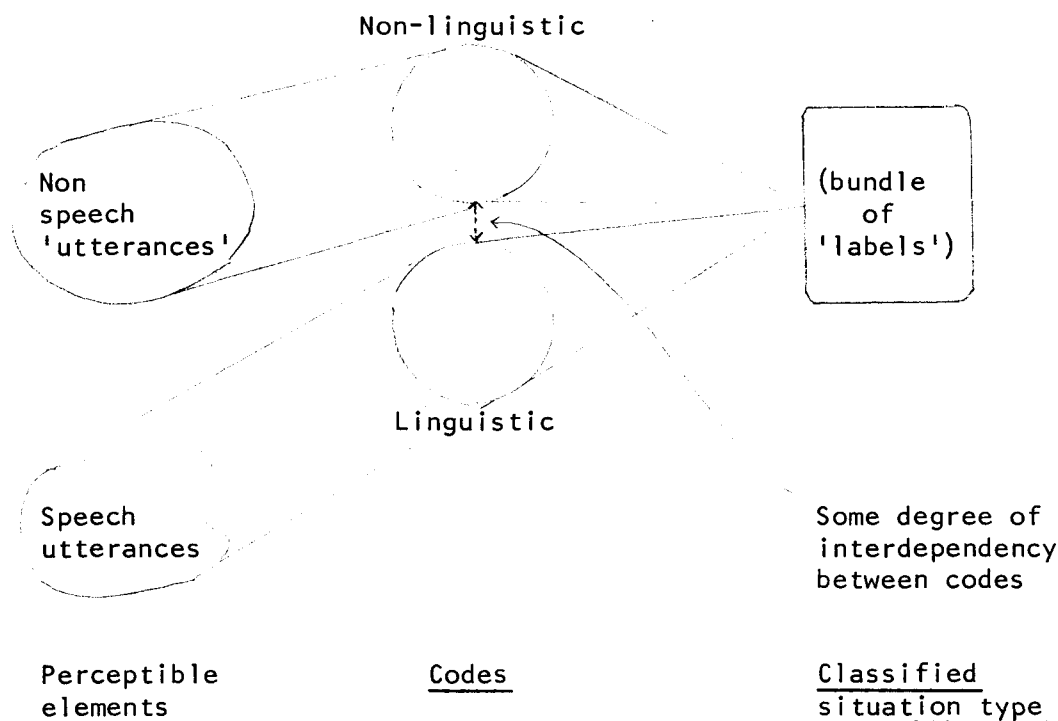 Non-linguistic
Non
speech
'utterances'
(bundle
of
'labels')
Linguistic
Speech
utterances
Some degree of
interdependency
between codes
Perceptible
elements
Codes
Classified
situation type